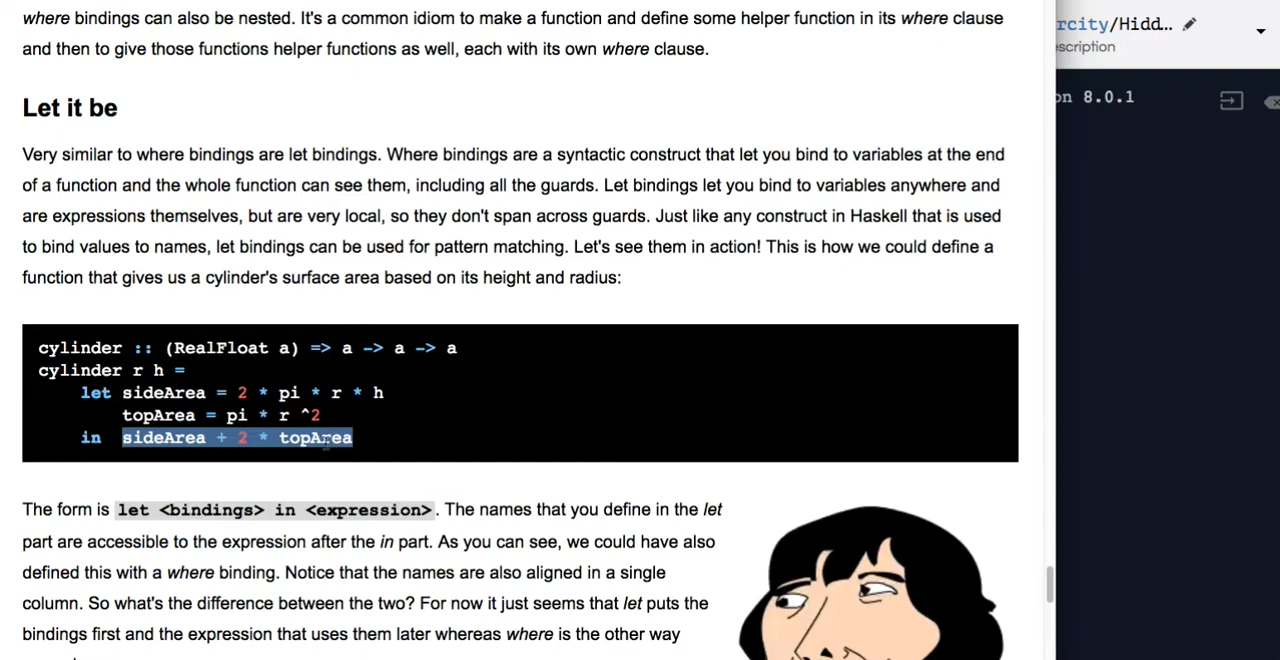 where bindings can also be nested. It's a common idiom to make a function and define some helper function in its where clause
and then to give those functions helper functions as well, each with its own where clause.
Let it be
Very similar to where bindings are let bindings. Where bindings are a syntactic construct that let you bind to variables at the end
of a function and the whole function can see them, including all the guards. Let bindings let you bind to variables anywhere and
are expressions themselves, but are very local, so they don't span across guards. Just like any construct in Haskell that is used
to bind values to names, let bindings can be used for pattern matching. Let's see them in action! This is how we could define a
function that gives us a cylinder's surface area based on its height and radius:
cylinder :: (RealFloat a) => a -> a -> a
cylinder r h =
let sideArea = 2 * pi * r * h
topArea = pi * r ^2
in sideArea + 2 * topArea
The form is let <bindings> in <expression>. The names that you define in the let
part are accessible to the expression after the in part. As you can see, we could have also
defined this with a where binding. Notice that the names are also aligned in a single
column. So what's the difference between the two? For now it just seems that let puts the
bindings first and the expression that uses them later whereas where is the other way
rcity/Hidd...
escription
on 8.0.1